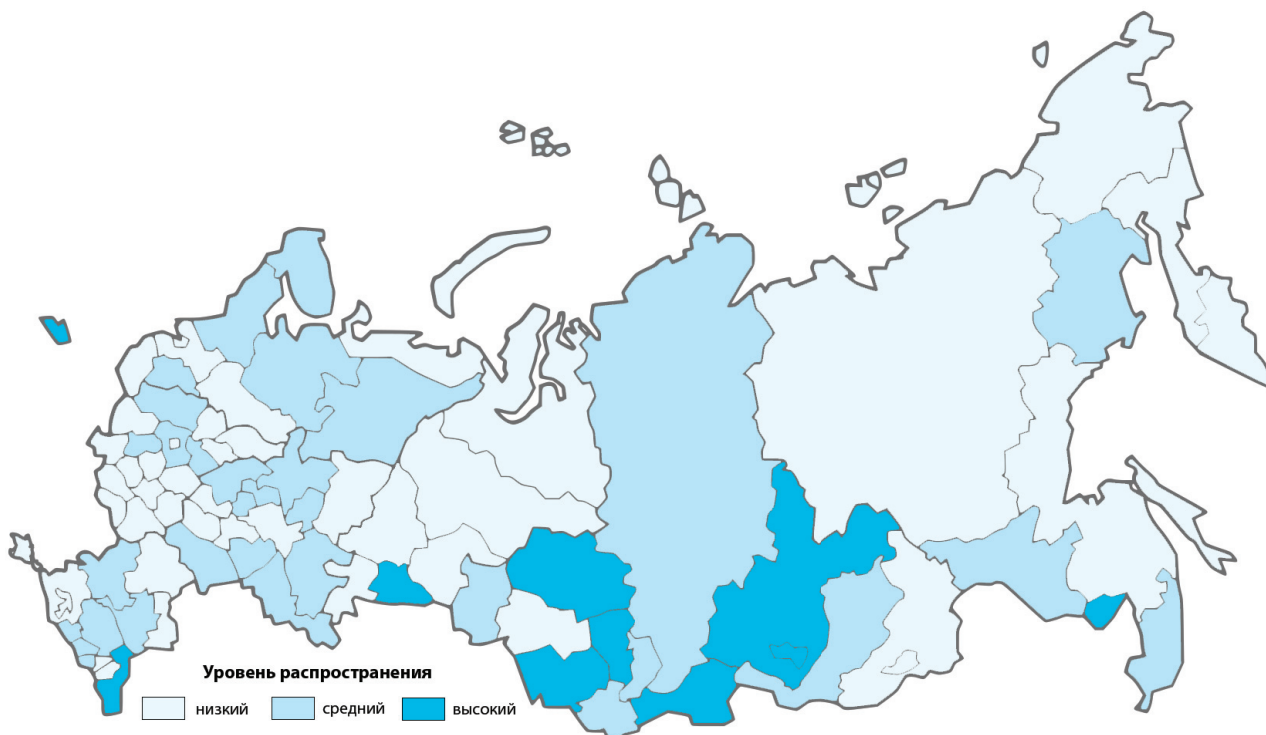 Уровень распространения
низкий средний высокий